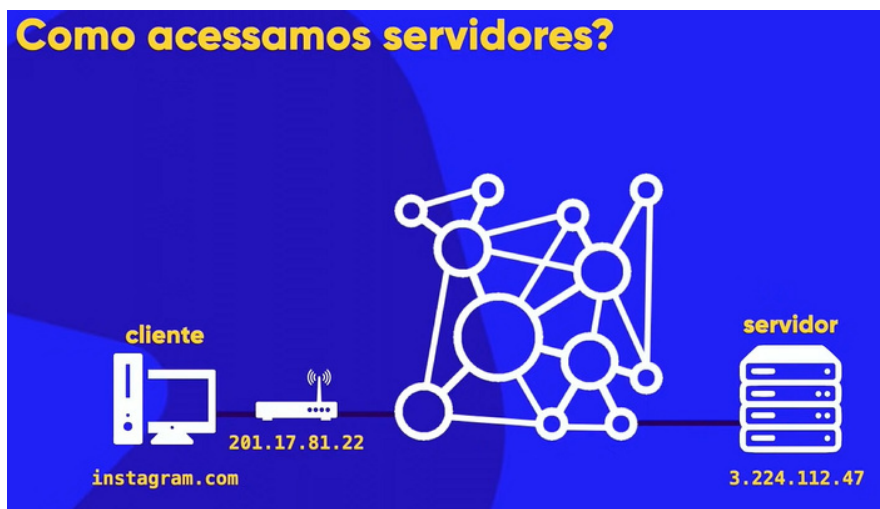 Como acessamos servidores?
cliente
servidor
201.17.81.22
instagram.com
3.224.112.47